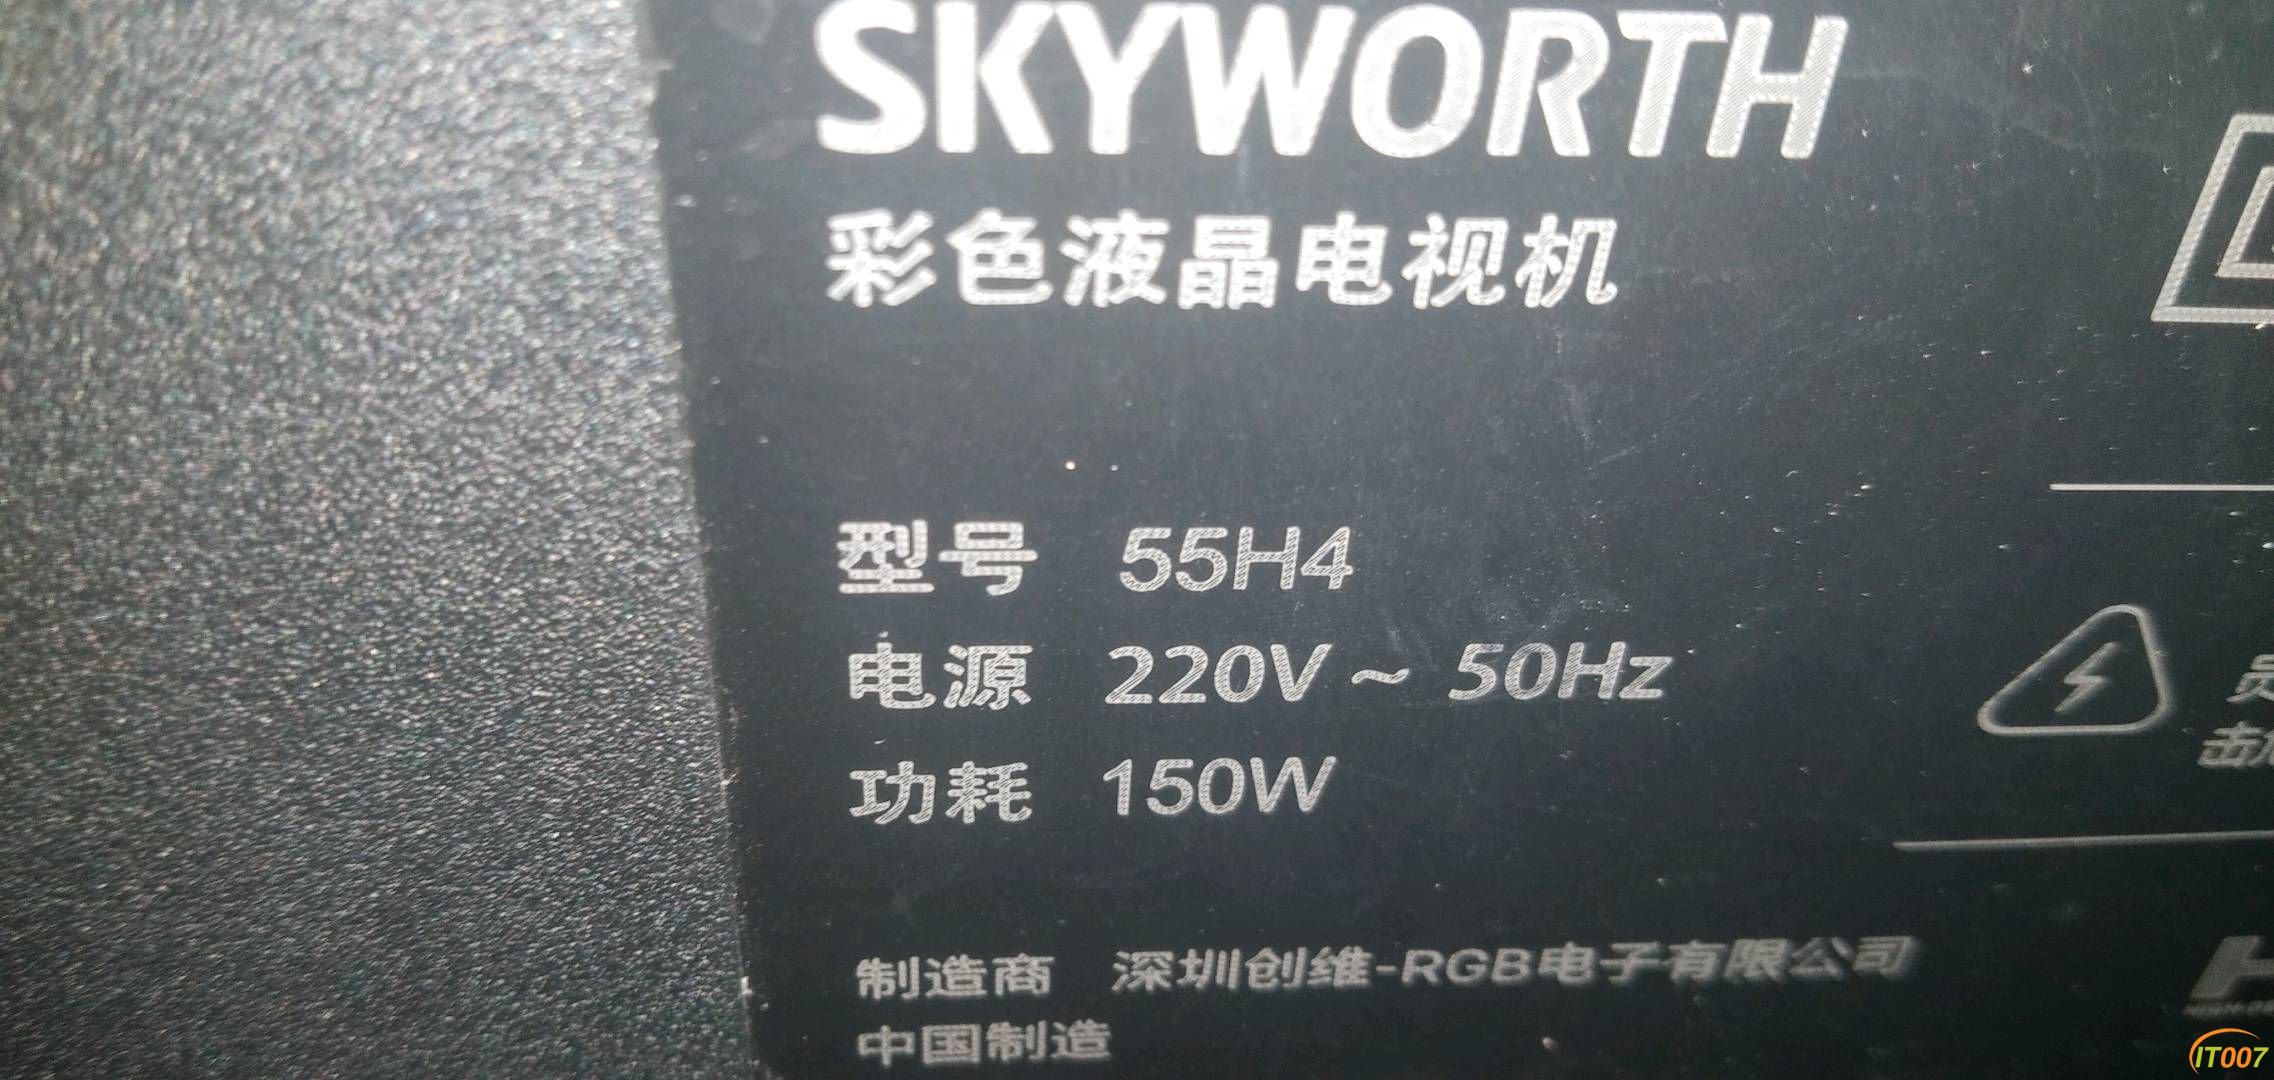 SKYWORTH
彩色液晶电视机
型号 55H4
电源 220V ~ 50Hz
功耗 150W
击
制造商 深圳创维-RGB电子有限公司
中国制造
IT007